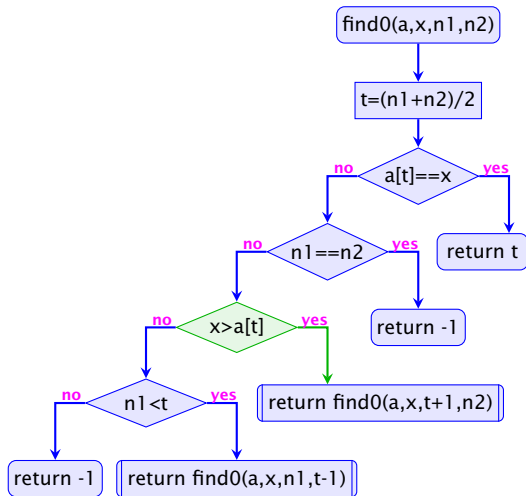 find0(a,x,n1,n2)
t=(n1+n2)/2
a[t]==x
no
yes
return t
n1==n2
no
yes
return -1
x>a[t]
no
yes
return find0(a,x,t+1,n2)
n1<t
no
yes
return -1
return find0(a,x,n1,t-1)